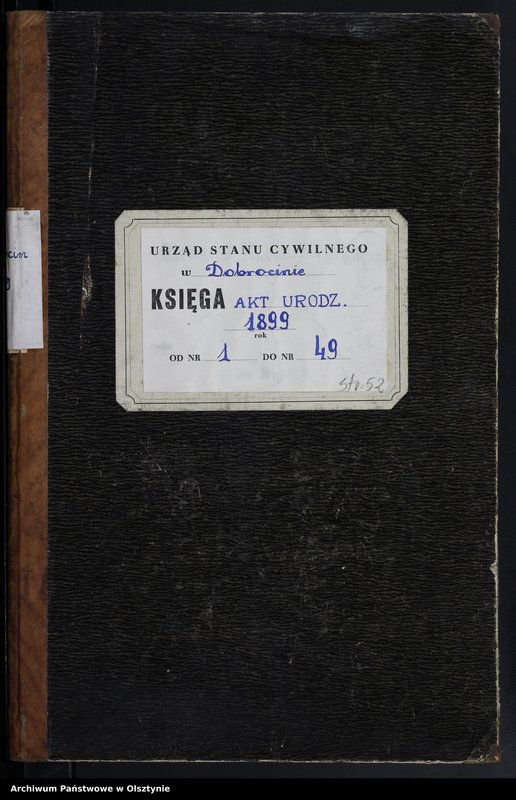 URZĄD STANU CYWILNEGO
w Dobrocinie
KSIĘGA AKT URODZ.
1899
rok
OD NR 1 DO NR 49
str. 52
cin
Archiwum Państwowe w Olsztynie